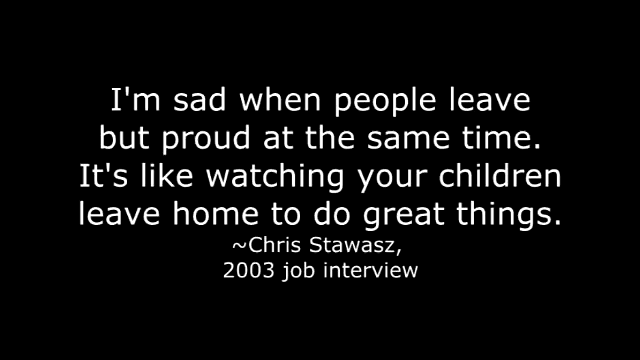 I'm sad when people leave
but proud at the same time.
It's like watching your children
leave home to do great things.
~Chris Stawasz,
2003 job interview